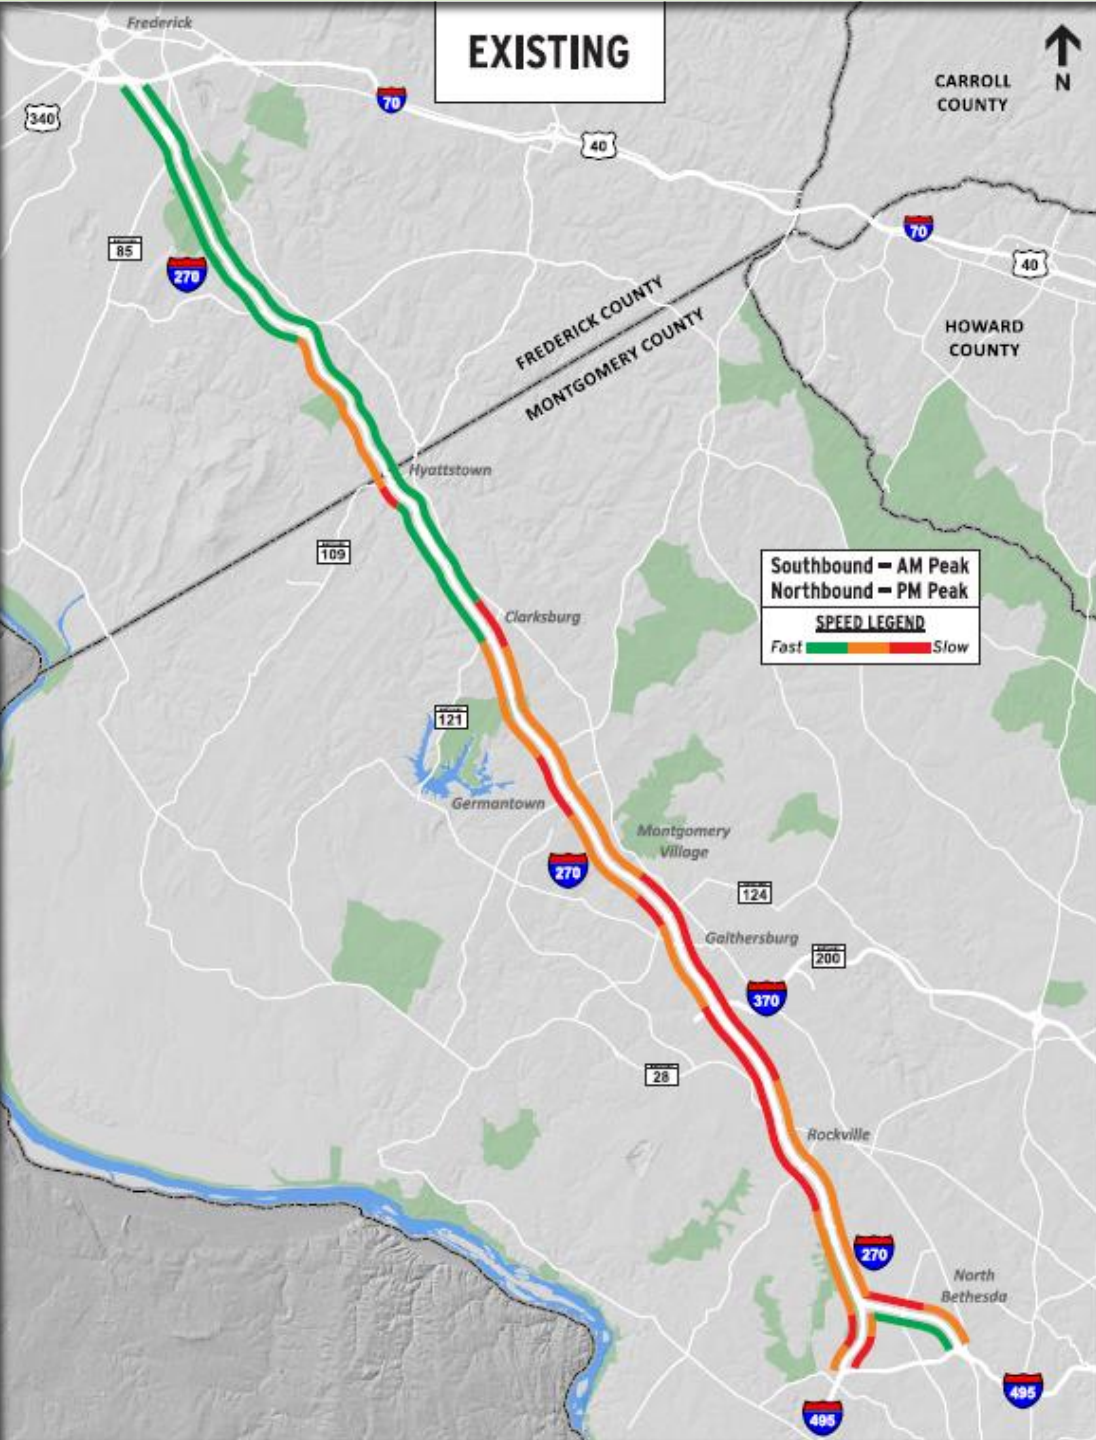 EXISTING
N
Frederick
340
70
40
CARROLL
COUNTY
85
270
70
40
FREDERICK COUNTY
MONTGOMERY COUNTY
HOWARD
COUNTY
Hyattstown
109
Southbound – AM Peak
Northbound – PM Peak
SPEED LEGEND
Fast
Slow
Clarksburg
121
Germantown
Montgomery
Village
270
124
Gaithersburg
200
370
28
Rockville
270
North
Bethesda
495
495